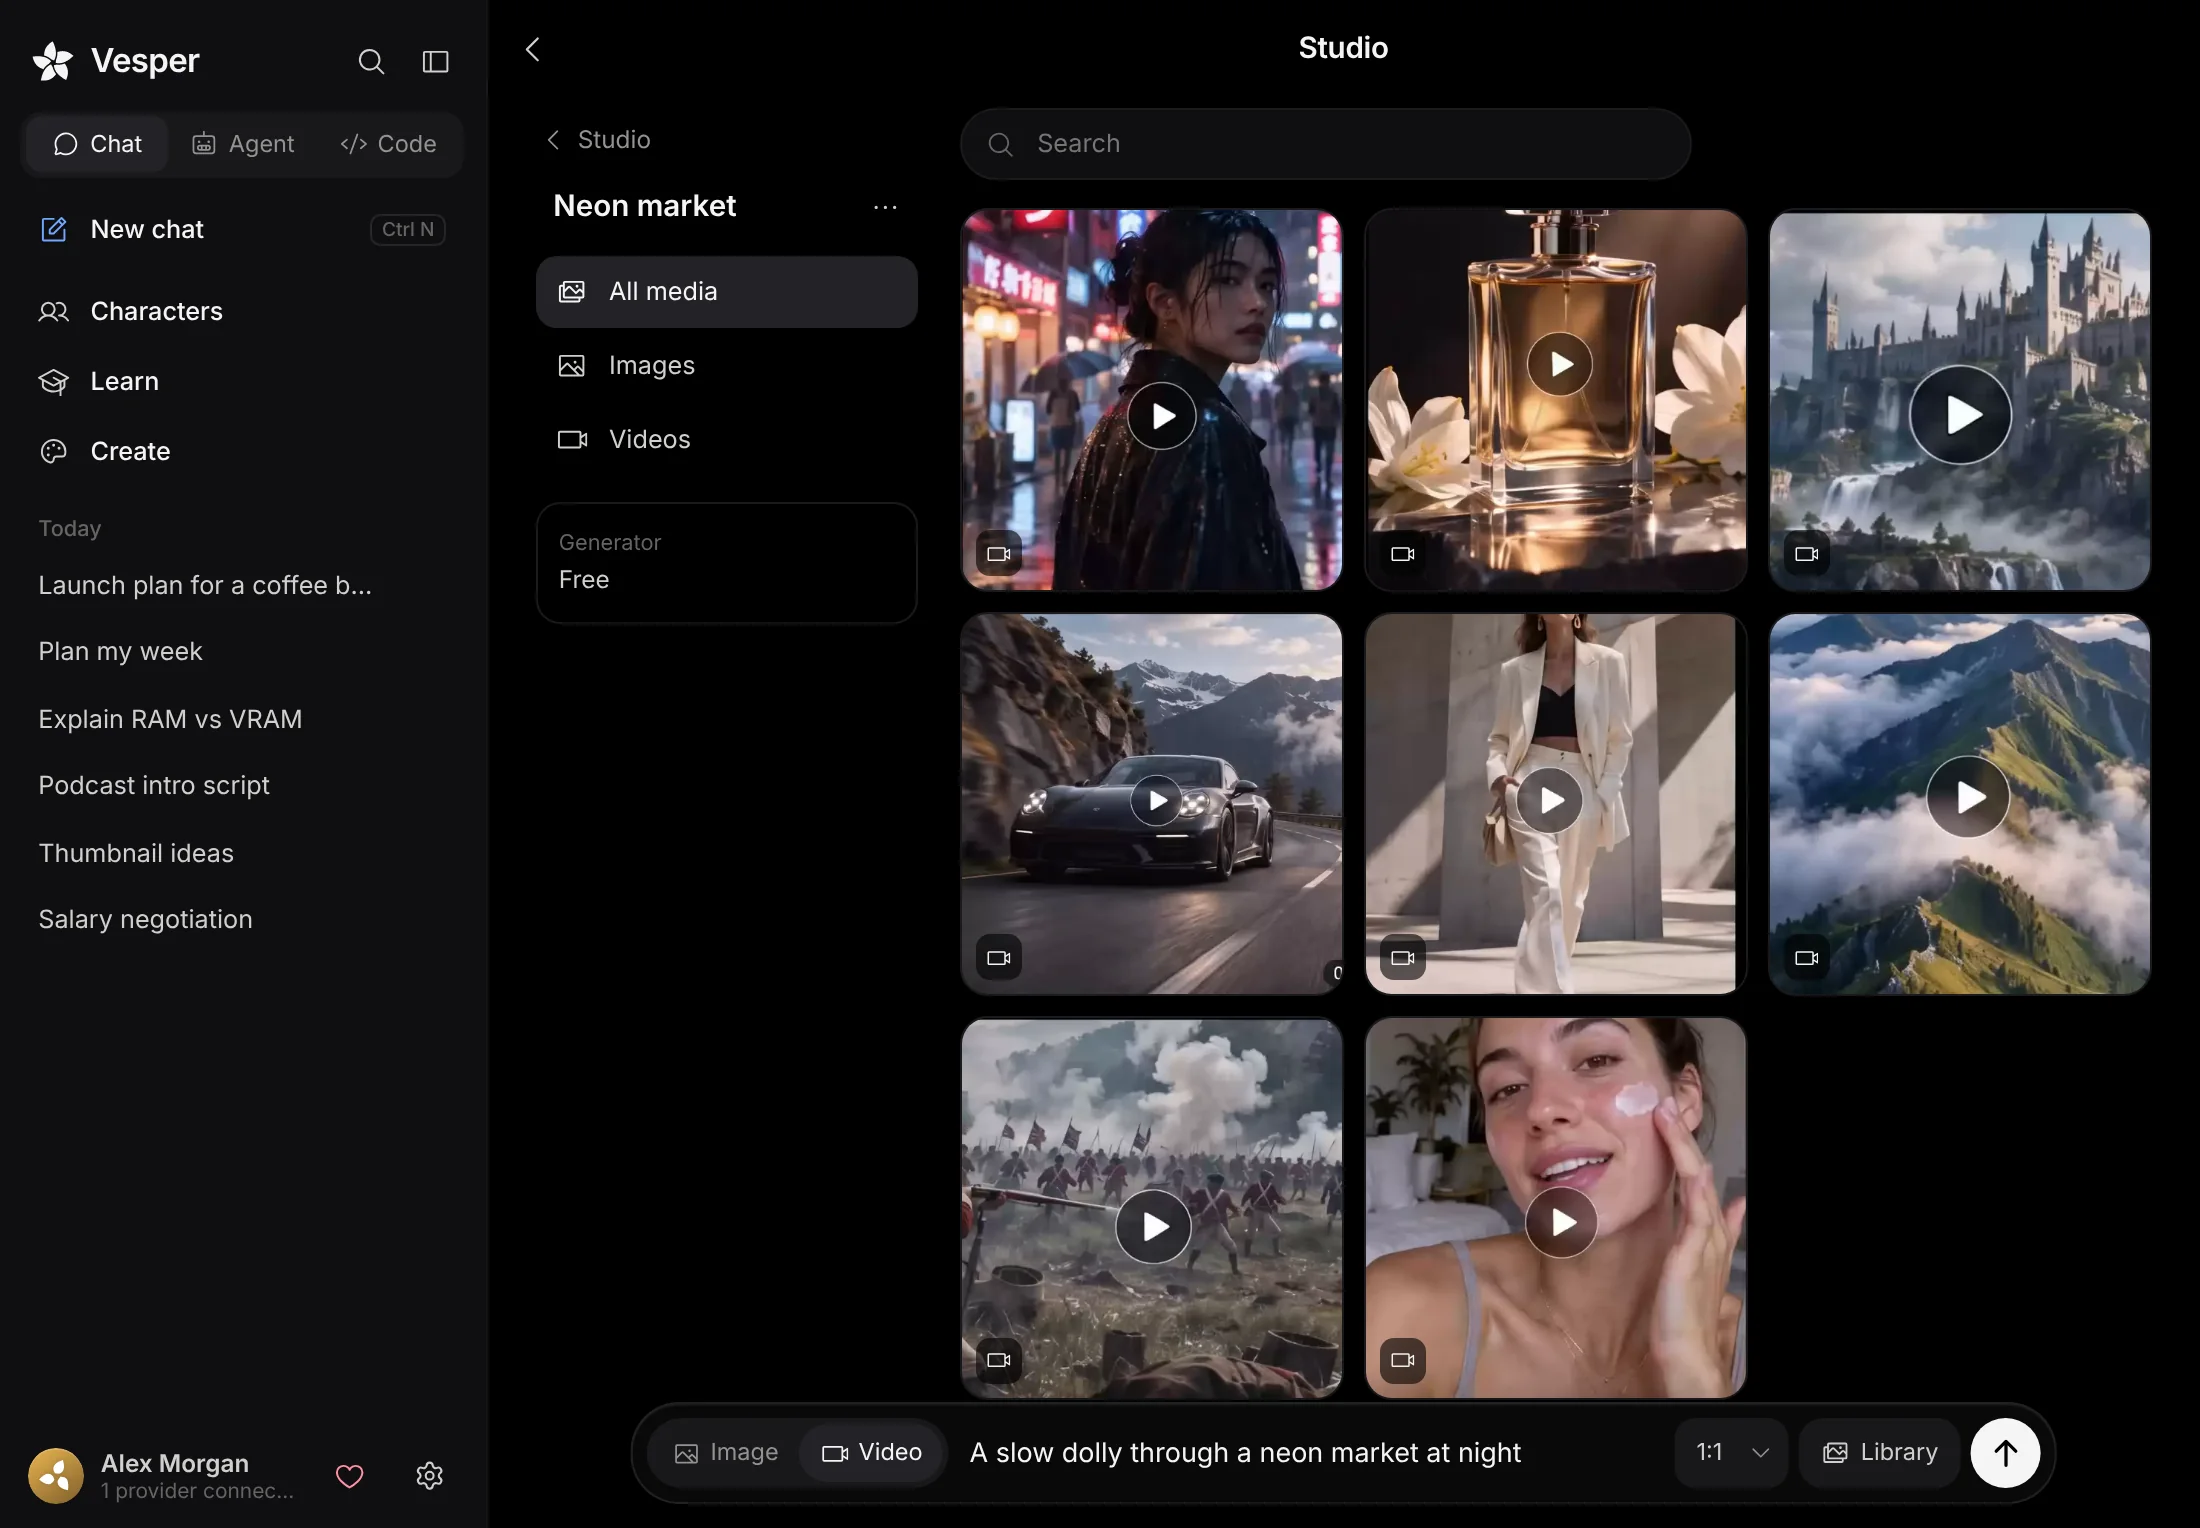 Vesper
Chat
Agent
Code
New chat
Ctrl N
Characters
Learn
Create
Today
Launch plan for a coffee b...
Plan my week
Explain RAM vs VRAM
Podcast intro script
Thumbnail ideas
Salary negotiation
Alex Morgan
1 provider connec...
Studio
Studio
Neon market
...
All media
Images
Videos
Generator
Free
Search
Image
Video
A slow dolly through a neon market at night
1:1
Library